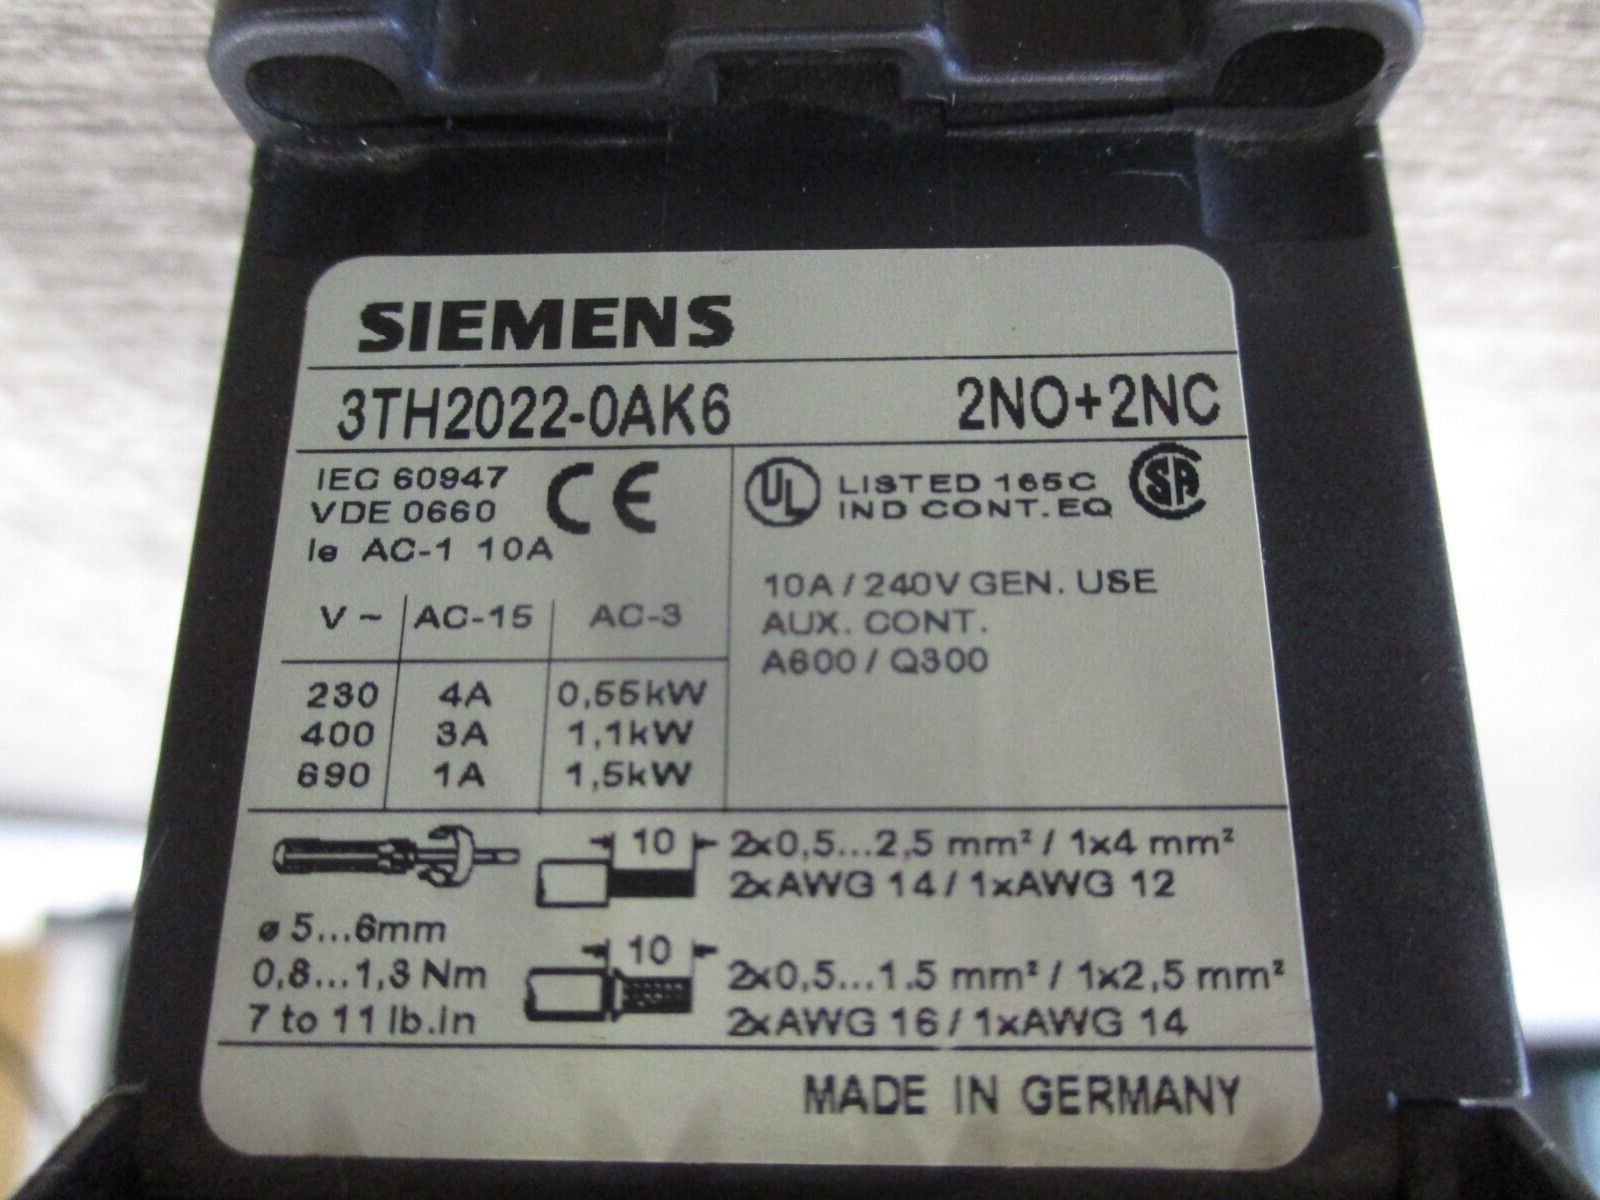 SIEMENS
3TH2022-0AK6 2NO+2NC
IEC 60947
VDE 0660
CE
Ie AC-1 10A
UL LISTED 165C
IND CONT. EQ
SA
10A / 240V GEN. USE
AUX. CONT.
A600 / Q300
V ~ AC-15 AC-3
230 4A 0,55kW
400 3A 1,1kW
690 1A 1,5kW
ø 5...6mm
0,8...1,3 Nm
7 to 11 lb.in
10 2x0,5...2,5 mm² / 1x4 mm²
2xAWG 14 / 1xAWG 12
10 2x0,5...1.5 mm² / 1x2,5 mm²
2xAWG 16 / 1xAWG 14
MADE IN GERMANY